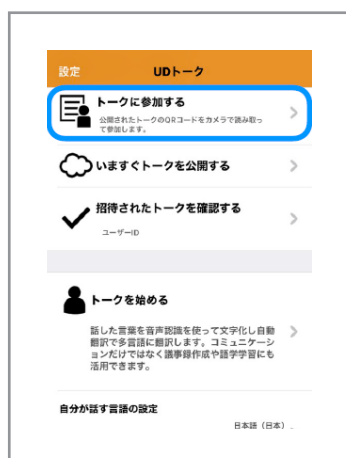 設定 UDトーク
トークに参加する
公開されたトークのQRコードをカメラで読み取っ
て参加します。
いますぐトークを公開する
招待されたトークを確認する
ユーザーID
トークを始める
話した言葉を音声認識を使って文字化し自動
翻訳で多言語に翻訳します。コミュニケーシ
ョンだけではなく議事録作成や語学学習にも
活用できます。
自分が話す言語の設定
日本語（日本）